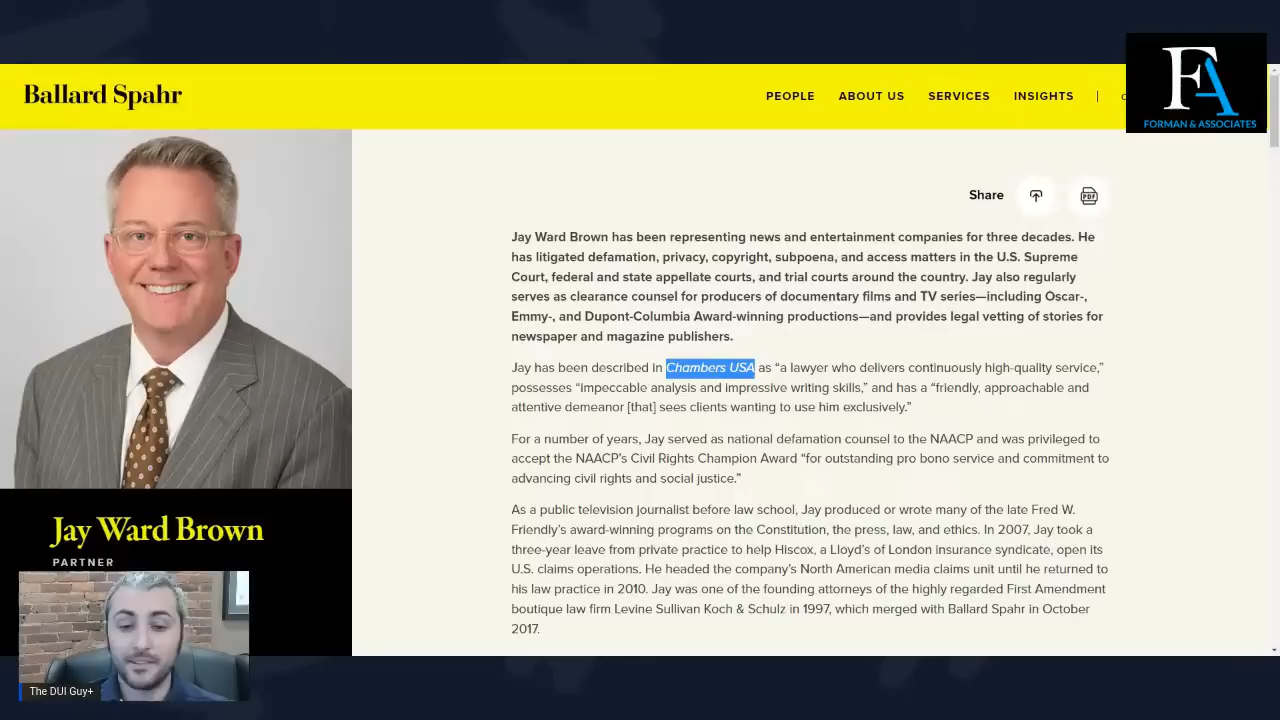 Ballard Spahr
PEOPLE
ABOUT US
SERVICES
INSIGHTS
FA
FORMAN & ASSOCIATES
Share
PDF
Jay Ward Brown has been representing news and entertainment companies for three decades. He
has litigated defamation, privacy, copyright, subpoena, and access matters in the U.S. Supreme
Court, federal and state appellate courts, and trial courts around the country. Jay also regularly
serves as clearance counsel for producers of documentary films and TV series—including Oscar-,
Emmy-, and Dupont-Columbia Award-winning productions—and provides legal vetting of stories for
newspaper and magazine publishers.
Jay has been described in Chambers USA as “a lawyer who delivers continuously high-quality service,”
possesses “impeccable analysis and impressive writing skills,” and has a “friendly, approachable and
attentive demeanor [that] sees clients wanting to use him exclusively.”
For a number of years, Jay served as national defamation counsel to the NAACP and was privileged to
accept the NAACP’s Civil Rights Champion Award “for outstanding pro bono service and commitment to
advancing civil rights and social justice.”
As a public television journalist before law school, Jay produced or wrote many of the late Fred W.
Friendly’s award-winning programs on the Constitution, the press, law, and ethics. In 2007, Jay took a
three-year leave from private practice to help Hiscox, a Lloyd’s of London insurance syndicate, open its
U.S. claims operations. He headed the company’s North American media claims unit until he returned to
his law practice in 2010. Jay was one of the founding attorneys of the highly regarded First Amendment
boutique law firm Levine Sullivan Koch & Schulz in 1997, which merged with Ballard Spahr in October
2017.
Jay Ward Brown
PARTNER
The DUI Guy+